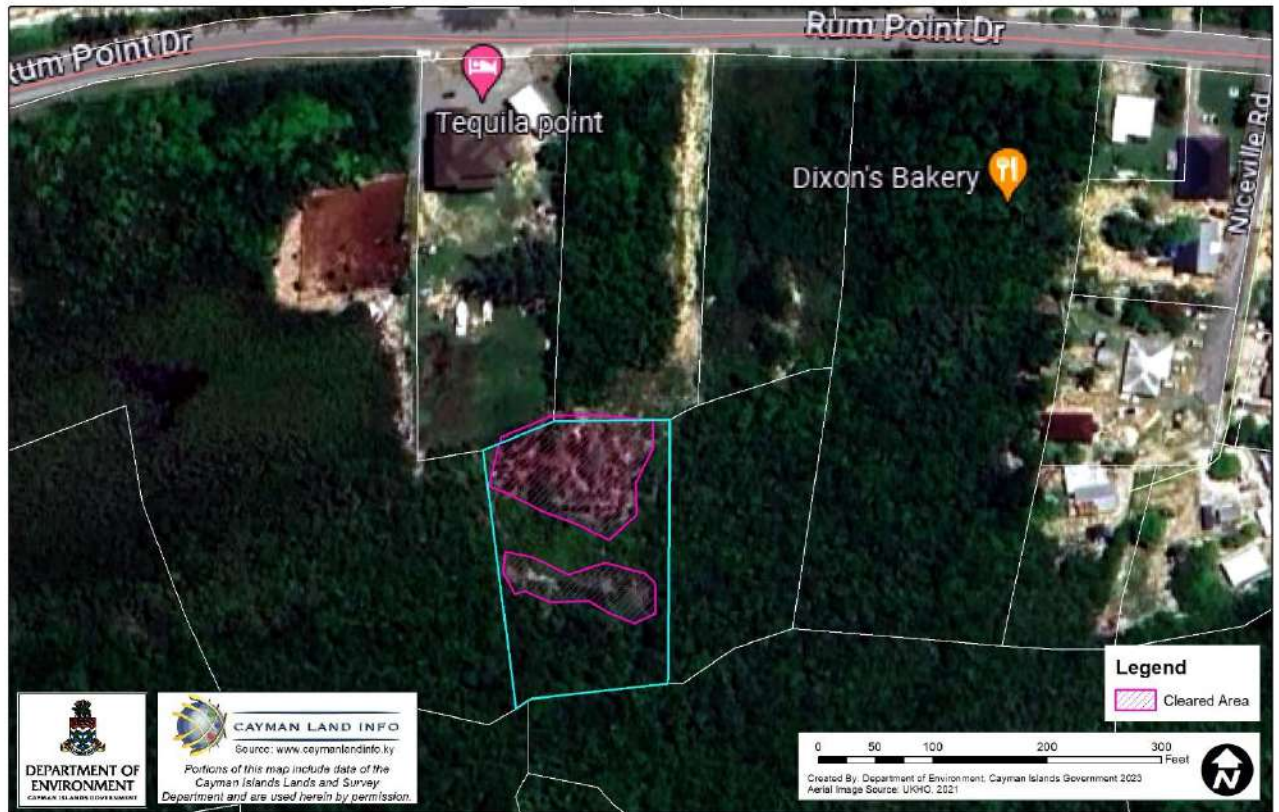 Rum Point Dr
Rum Point Dr
Tequila point
Dixon's Bakery
Niceville Rd
Legend
Cleared Area
DEPARTMENT OF
ENVIRONMENT
CAYMAN ISLANDS GOVERNMENT
CAYMAN LAND INFO
Source: www.caymanlandinfo.ky
Portions of this map include data of the
Cayman Islands Lands and Survey
Department and are used herein by permission.
0 50 100 200 300
Feet
Created By: Department of Environment, Cayman Islands Government 2023
Aerial Image Source: UKHO, 2021
N